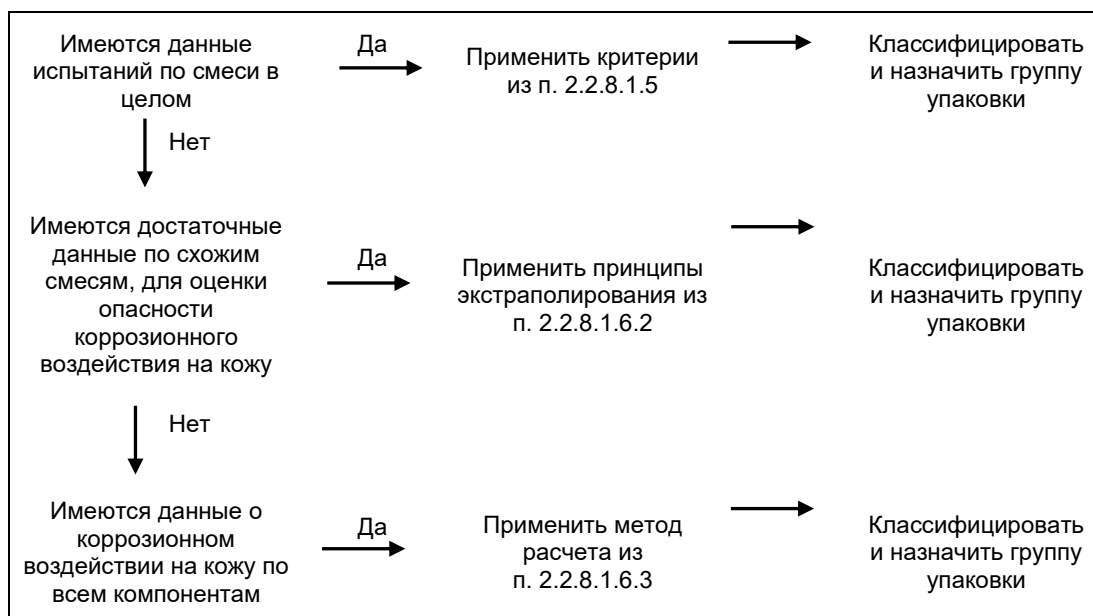 Имеются данные
испытаний по смеси в
целом
Да
Применить критерии
из п. 2.2.8.1.5
Классифицировать
и назначить группу
упаковки
Нет
Имеются достаточные
данные по схожим
смесям, для оценки
опасности
коррозионного
воздействия на кожу
Да
Применить принципы
экстраполирования из
п. 2.2.8.1.6.2
Классифицировать
и назначить группу
упаковки
Нет
Имеются данные о
коррозионном
воздействии на кожу по
всем компонентам
Да
Применить метод
расчета из
п. 2.2.8.1.6.3
Классифицировать
и назначить группу
упаковки